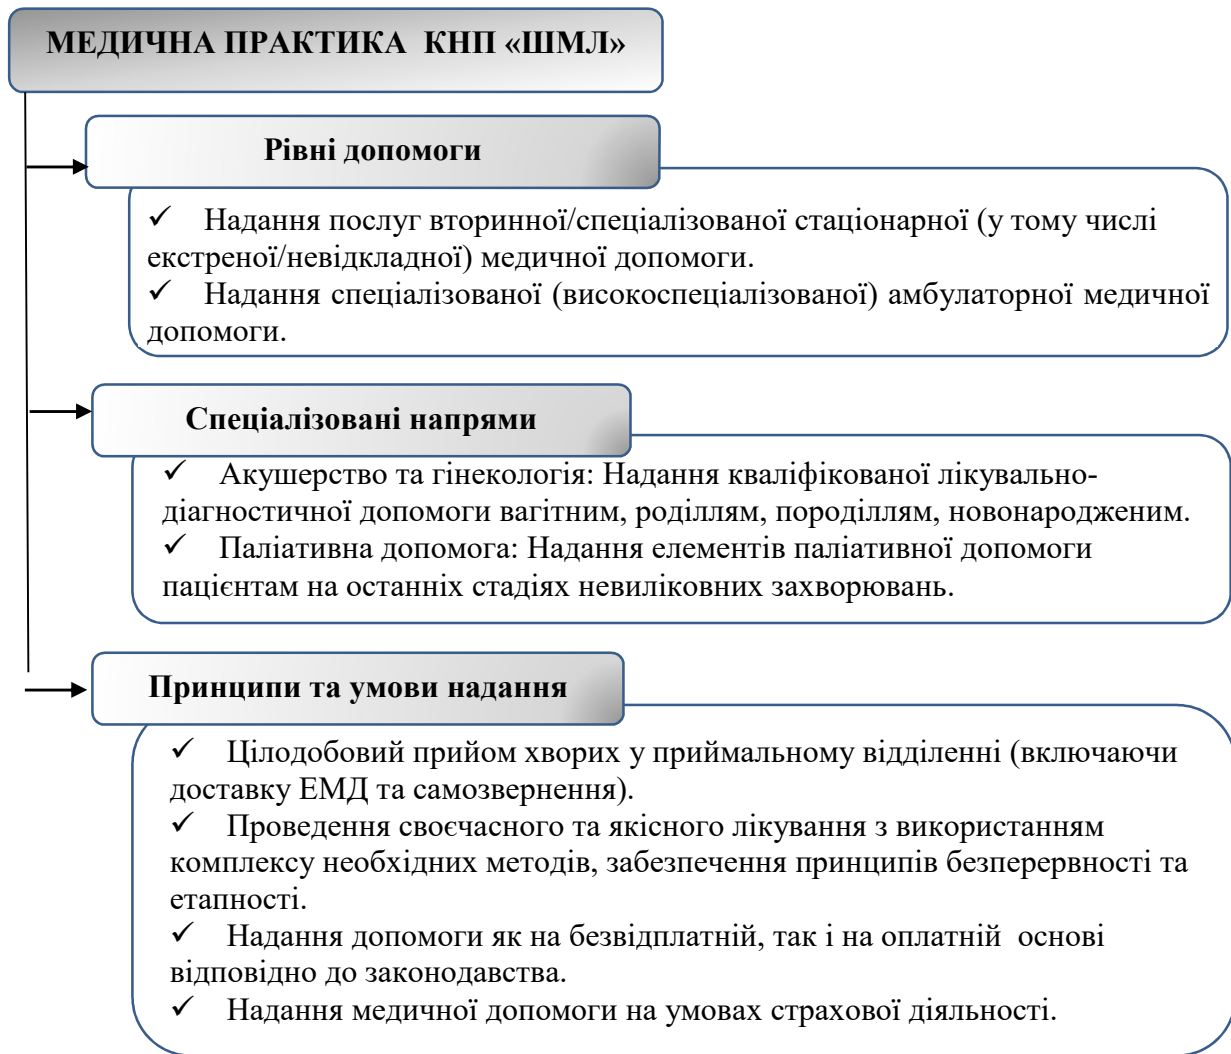 МЕДИЧНА ПРАКТИКА КНП «ШМЛ»
Рівні допомоги
✓ Надання послуг вторинної/спеціалізованої стаціонарної (у тому числі
екстреної/невідкладної) медичної допомоги.
✓ Надання спеціалізованої (високоспеціалізованої) амбулаторної медичної
допомоги.
Спеціалізовані напрями
✓ Акушерство та гінекологія: Надання кваліфікованої лікувально-
діагностичної допомоги вагітним, роділлям, породіллям, новонародженим.
✓ Паліативна допомога: Надання елементів паліативної допомоги
пацієнтам на останніх стадіях невиліковних захворювань.
Принципи та умови надання
✓ Цілодобовий прийом хворих у приймальному відділенні (включаючи
доставку ЕМД та самозвернення).
✓ Проведення своєчасного та якісного лікування з використанням
комплексу необхідних методів, забезпечення принципів безперервності та
етапності.
✓ Надання допомоги як на безвідплатній, так і на оплатній основі
відповідно до законодавства.
✓ Надання медичної допомоги на умовах страхової діяльності.